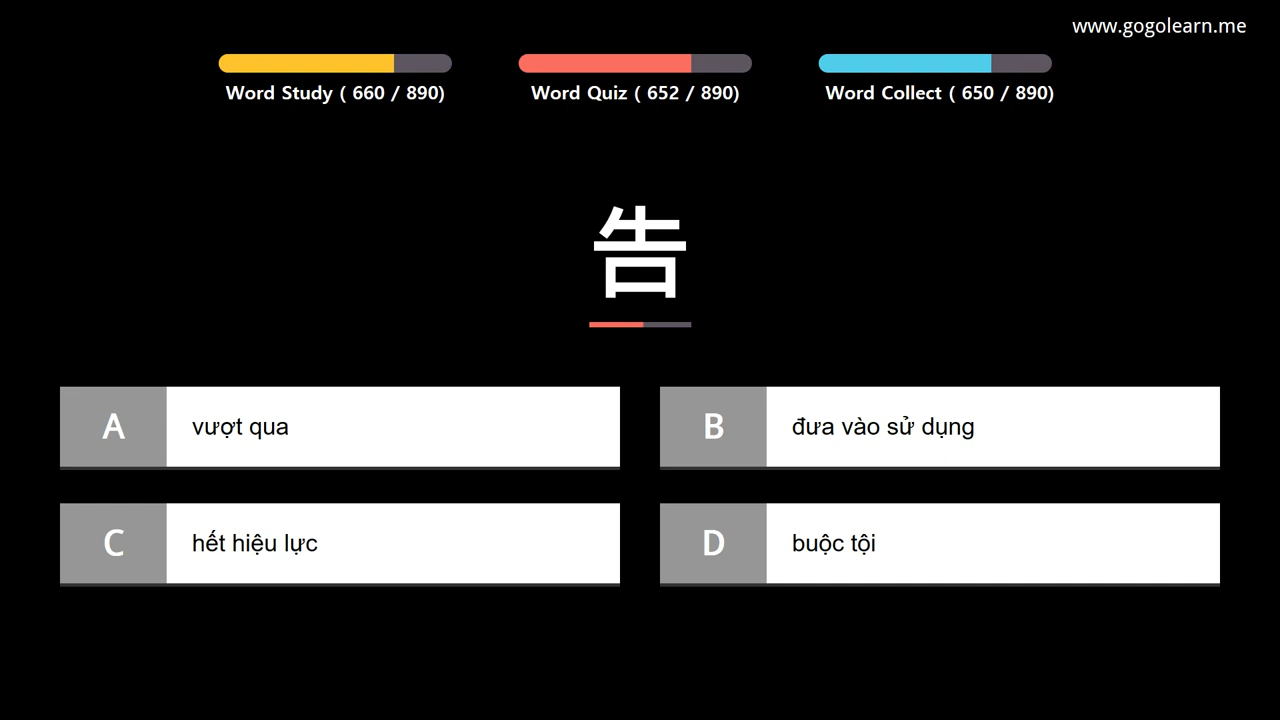 www.gogolearn.me
Word Study ( 660 / 890)
Word Quiz ( 652 / 890)
Word Collect ( 650 / 890)
告
A vượt qua
B đưa vào sử dụng
C hết hiệu lực
D buộc tội